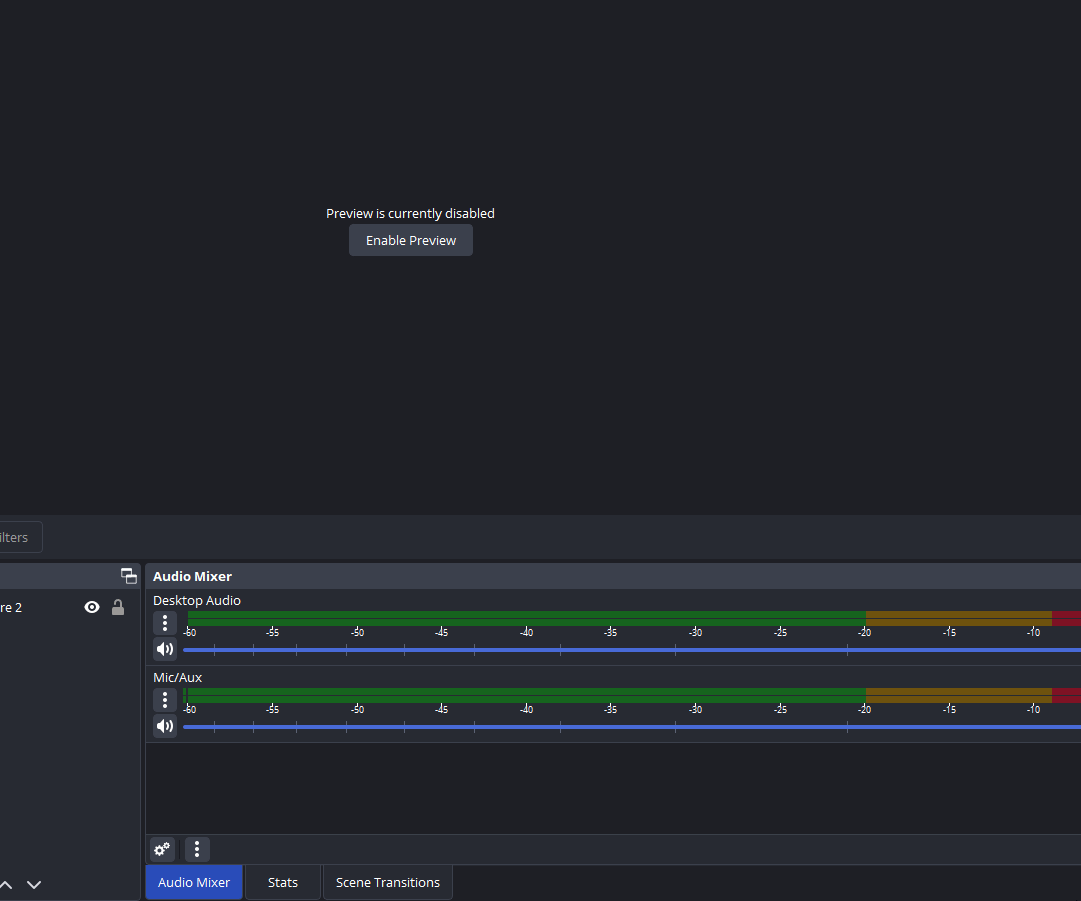 Preview is currently disabled
Enable Preview
ilters
re 2
Audio Mixer
Desktop Audio
-60 -55 -50 -45 -40 -35 -30 -25 -20 -15 -10
Mic/Aux
-60 -55 -50 -45 -40 -35 -30 -25 -20 -15 -10
Audio Mixer Stats Scene Transitions